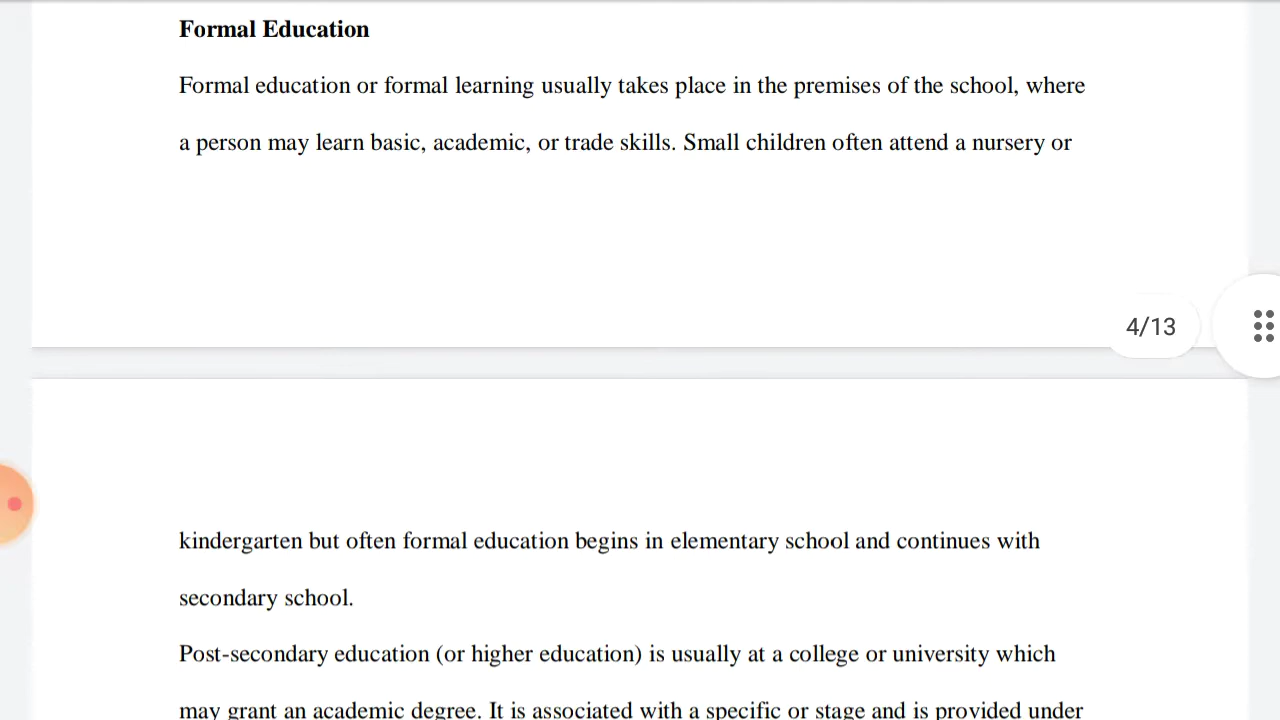 Formal Education
Formal education or formal learning usually takes place in the premises of the school, where
a person may learn basic, academic, or trade skills. Small children often attend a nursery or
4/13
kindergarten but often formal education begins in elementary school and continues with
secondary school.
Post-secondary education (or higher education) is usually at a college or university which
may grant an academic degree. It is associated with a specific or stage and is provided under